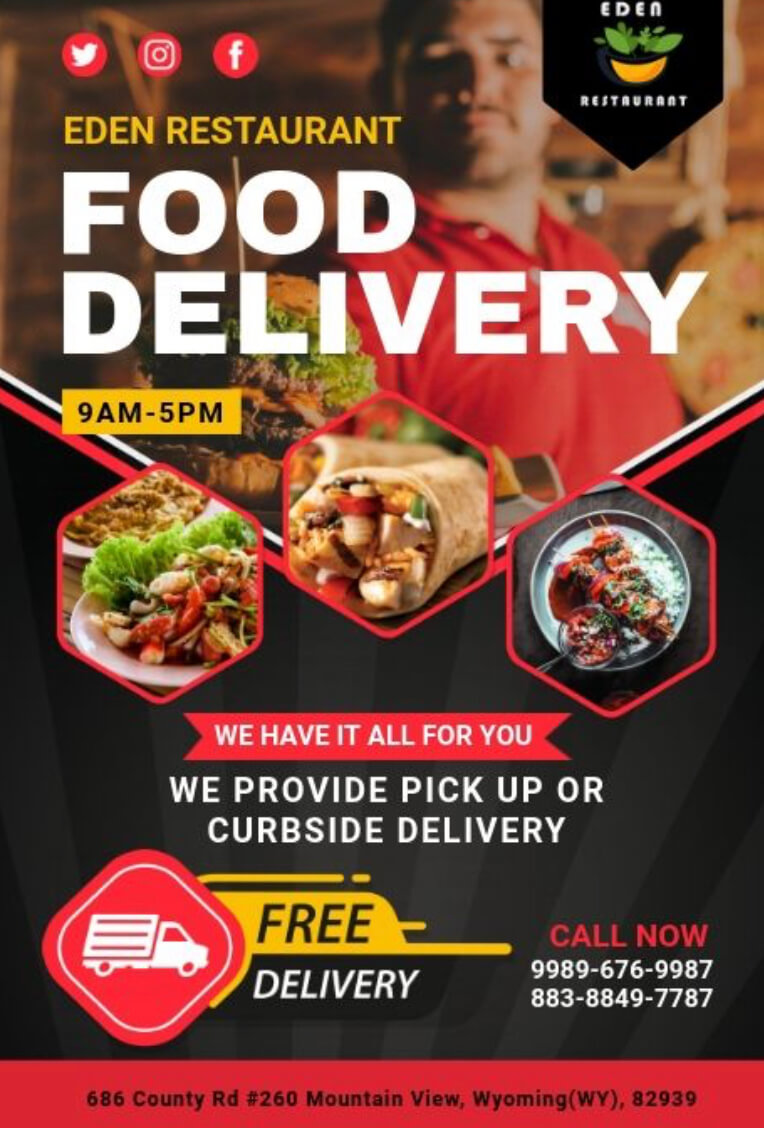 EDEN
RESTAURANT
EDEN RESTAURANT
FOOD
DELIVERY
9AM-5PM
WE HAVE IT ALL FOR YOU
WE PROVIDE PICK UP OR
CURBSIDE DELIVERY
FREE
DELIVERY
CALL NOW
9989-676-9987
883-8849-7787
686 County Rd #260 Mountain View, Wyoming(WY), 82939